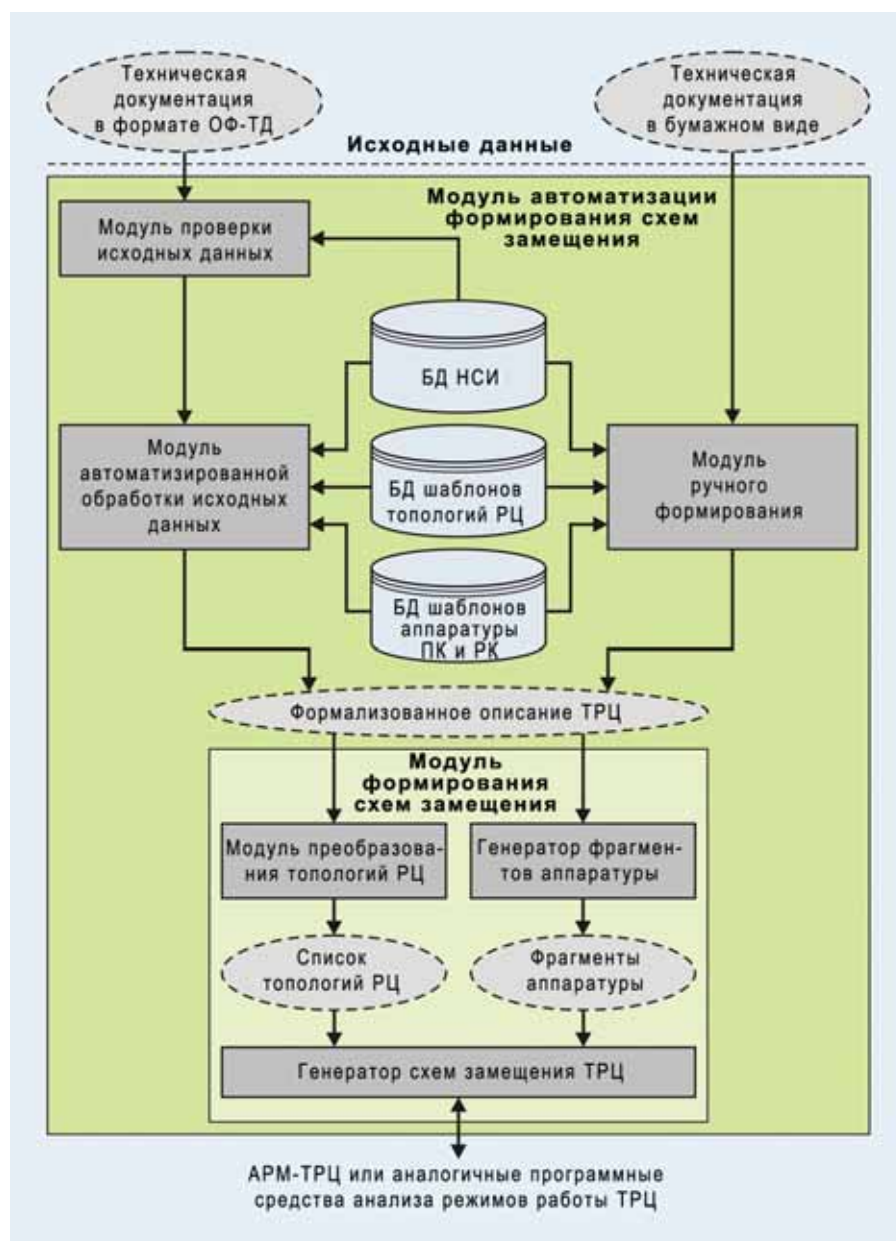 Техническая
документация
в формате ОФ-ТД
Техническая
документация
в бумажном виде
Исходные данные
Модуль автоматизации
формирования схем
замещения
Модуль проверки
исходных данных
БД НСИ
Модуль
автоматизированной
обработки исходных
данных
БД шаблонов
топологий РЦ
Модуль
ручного
формирования
БД шаблонов
аппаратуры
ПК и РК
Формализованное описание ТРЦ
Модуль
формирования
схем замещения
Модуль преобразова-
ния топологий РЦ
Генератор фрагмен-
тов аппаратуры
Список
топологий РЦ
Фрагменты
аппаратуры
Генератор схем замещения ТРЦ
АРМ-ТРЦ или аналогичные программные
средства анализа режимов работы ТРЦ